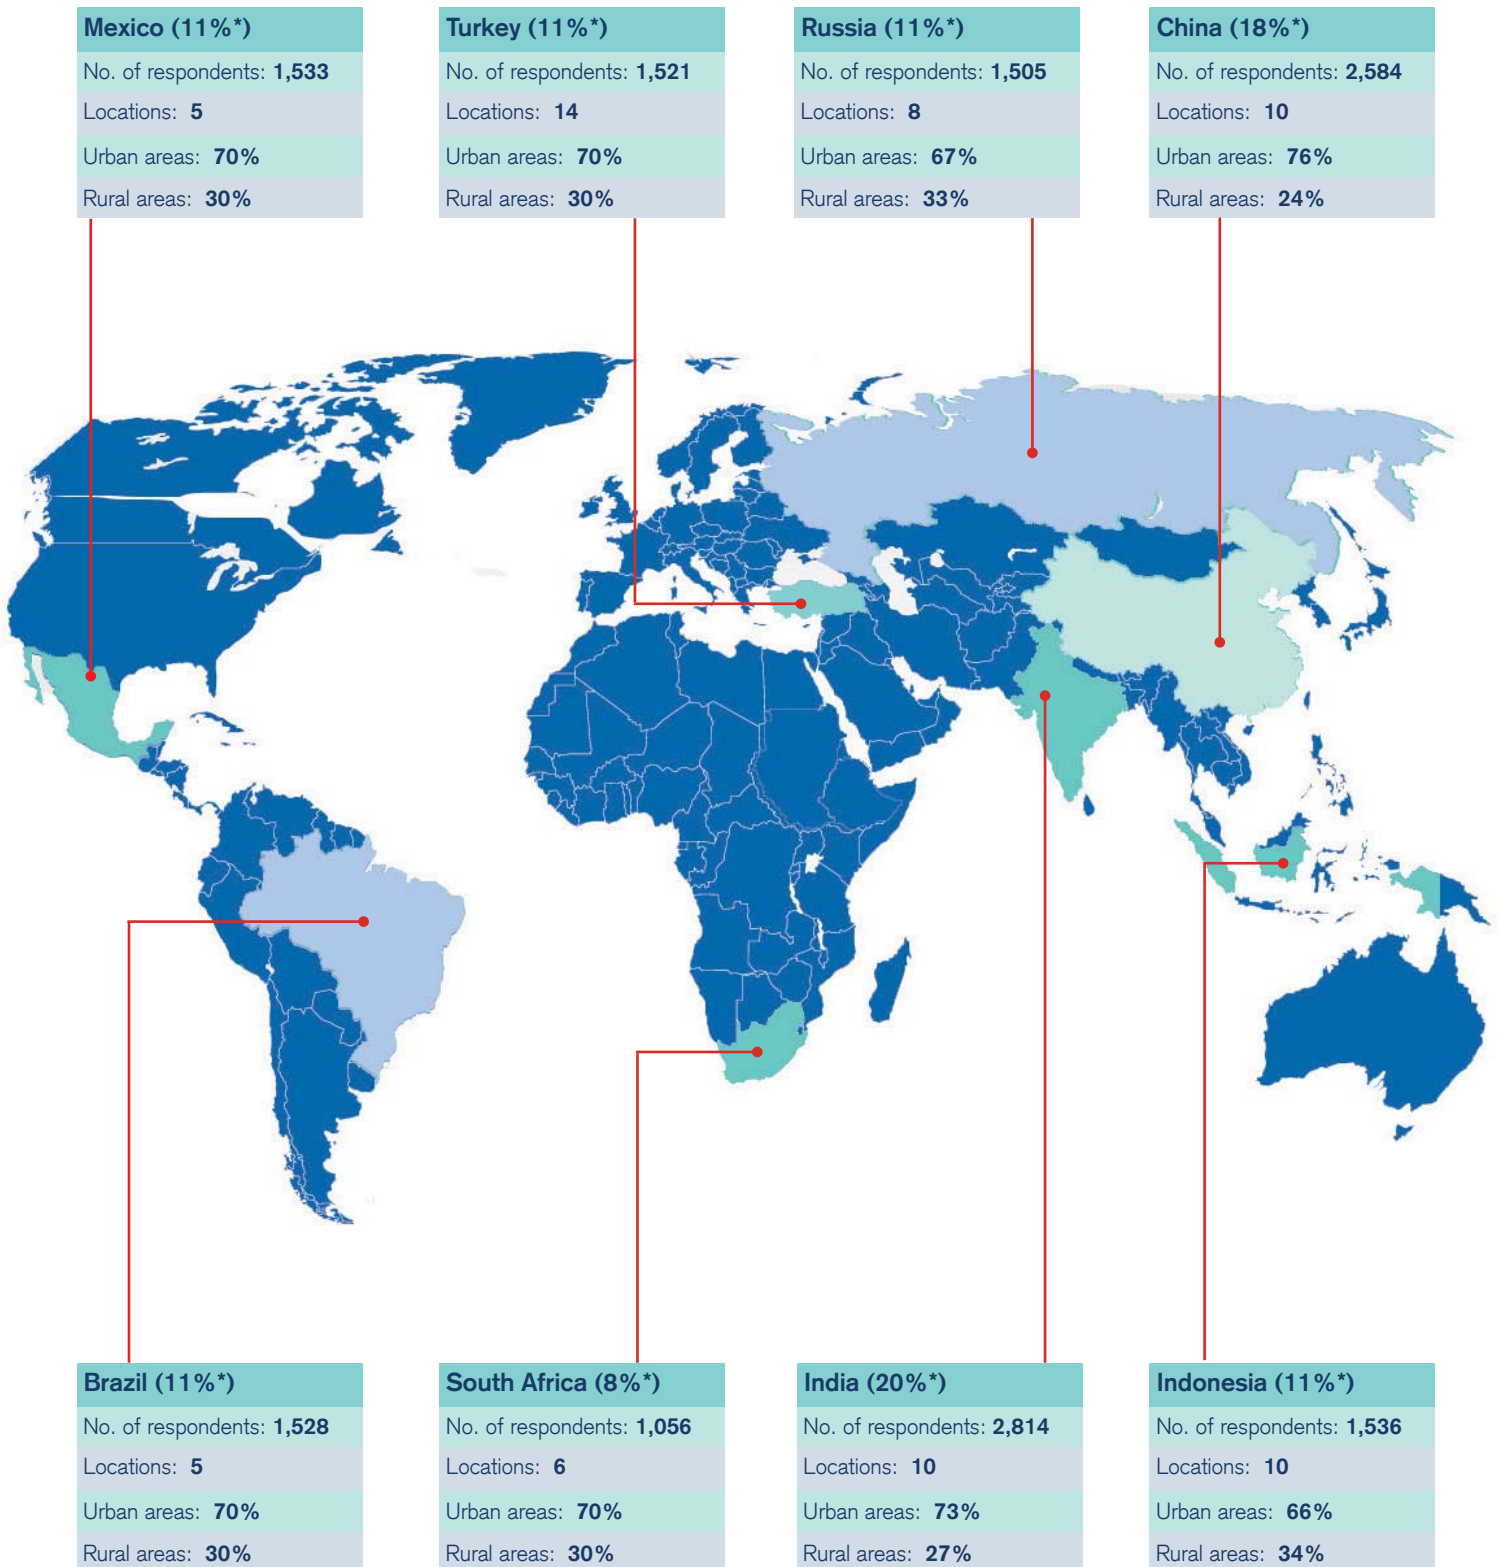 Mexico (11%*)
No. of respondents: 1,533
Locations: 5
Urban areas: 70%
Rural areas: 30%
Turkey (11%*)
No. of respondents: 1,521
Locations: 14
Urban areas: 70%
Rural areas: 30%
Russia (11%*)
No. of respondents: 1,505
Locations: 8
Urban areas: 67%
Rural areas: 33%
China (18%*)
No. of respondents: 2,584
Locations: 10
Urban areas: 76%
Rural areas: 24%
Brazil (11%*)
No. of respondents: 1,528
Locations: 5
Urban areas: 70%
Rural areas: 30%
South Africa (8%*)
No. of respondents: 1,056
Locations: 6
Urban areas: 70%
Rural areas: 30%
India (20%*)
No. of respondents: 2,814
Locations: 10
Urban areas: 73%
Rural areas: 27%
Indonesia (11%*)
No. of respondents: 1,536
Locations: 10
Urban areas: 66%
Rural areas: 34%